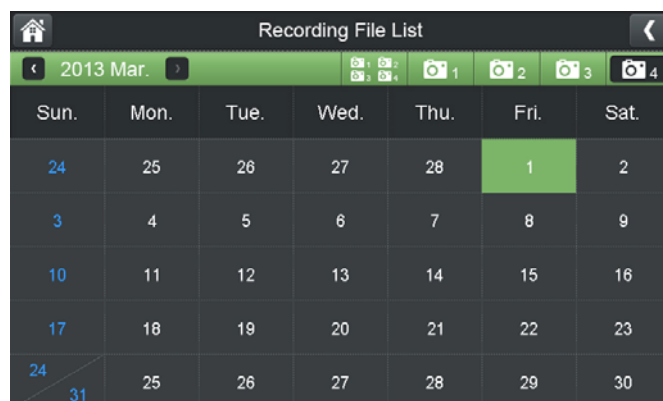 Recording File List
2013 Mar. 1 2 3 4 1 2 3 4
Sun. Mon. Tue. Wed. Thu. Fri. Sat.
24 25 26 27 28 1 2
3 4 5 6 7 8 9
10 11 12 13 14 15 16
17 18 19 20 21 22 23
24 31 25 26 27 28 29 30